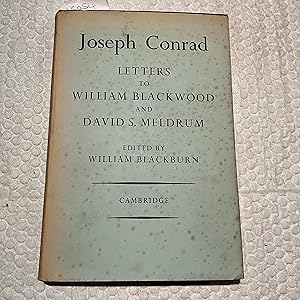 Joseph Conrad
LETTERS
TO
WILLIAM BLACKWOOD
AND
DAVID S. MELDRUM
EDITED BY
WILLIAM BLACKBURN
CAMBRIDGE